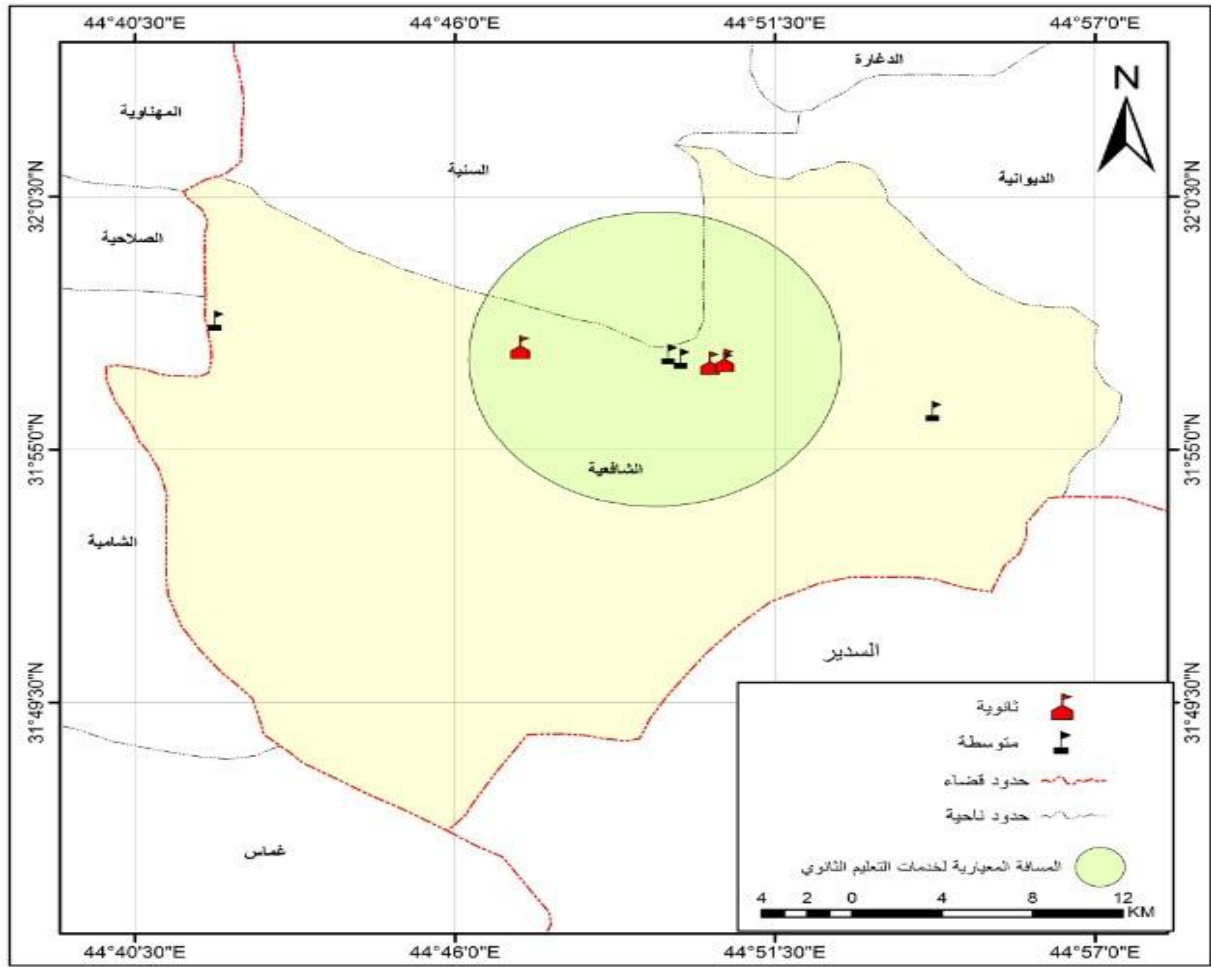 44°40'30"E 44°46'0"E 44°51'30"E 44°57'0"E
الدغارة
N
المهناوية
السنية
الديوانية
32°0'30"N 32°0'30"N
الصلاحية
31°55'0"N 31°55'0"N
الشافعية
الشامية
السدير
31°49'30"N 31°49'30"N
غماس
ثانوية
متوسطة
حدود قضاء
حدود ناحية
المسافة المعيارية لخدمات التعليم الثانوي
4 2 0 4 8 12
KM
44°40'30"E 44°46'0"E 44°51'30"E 44°57'0"E